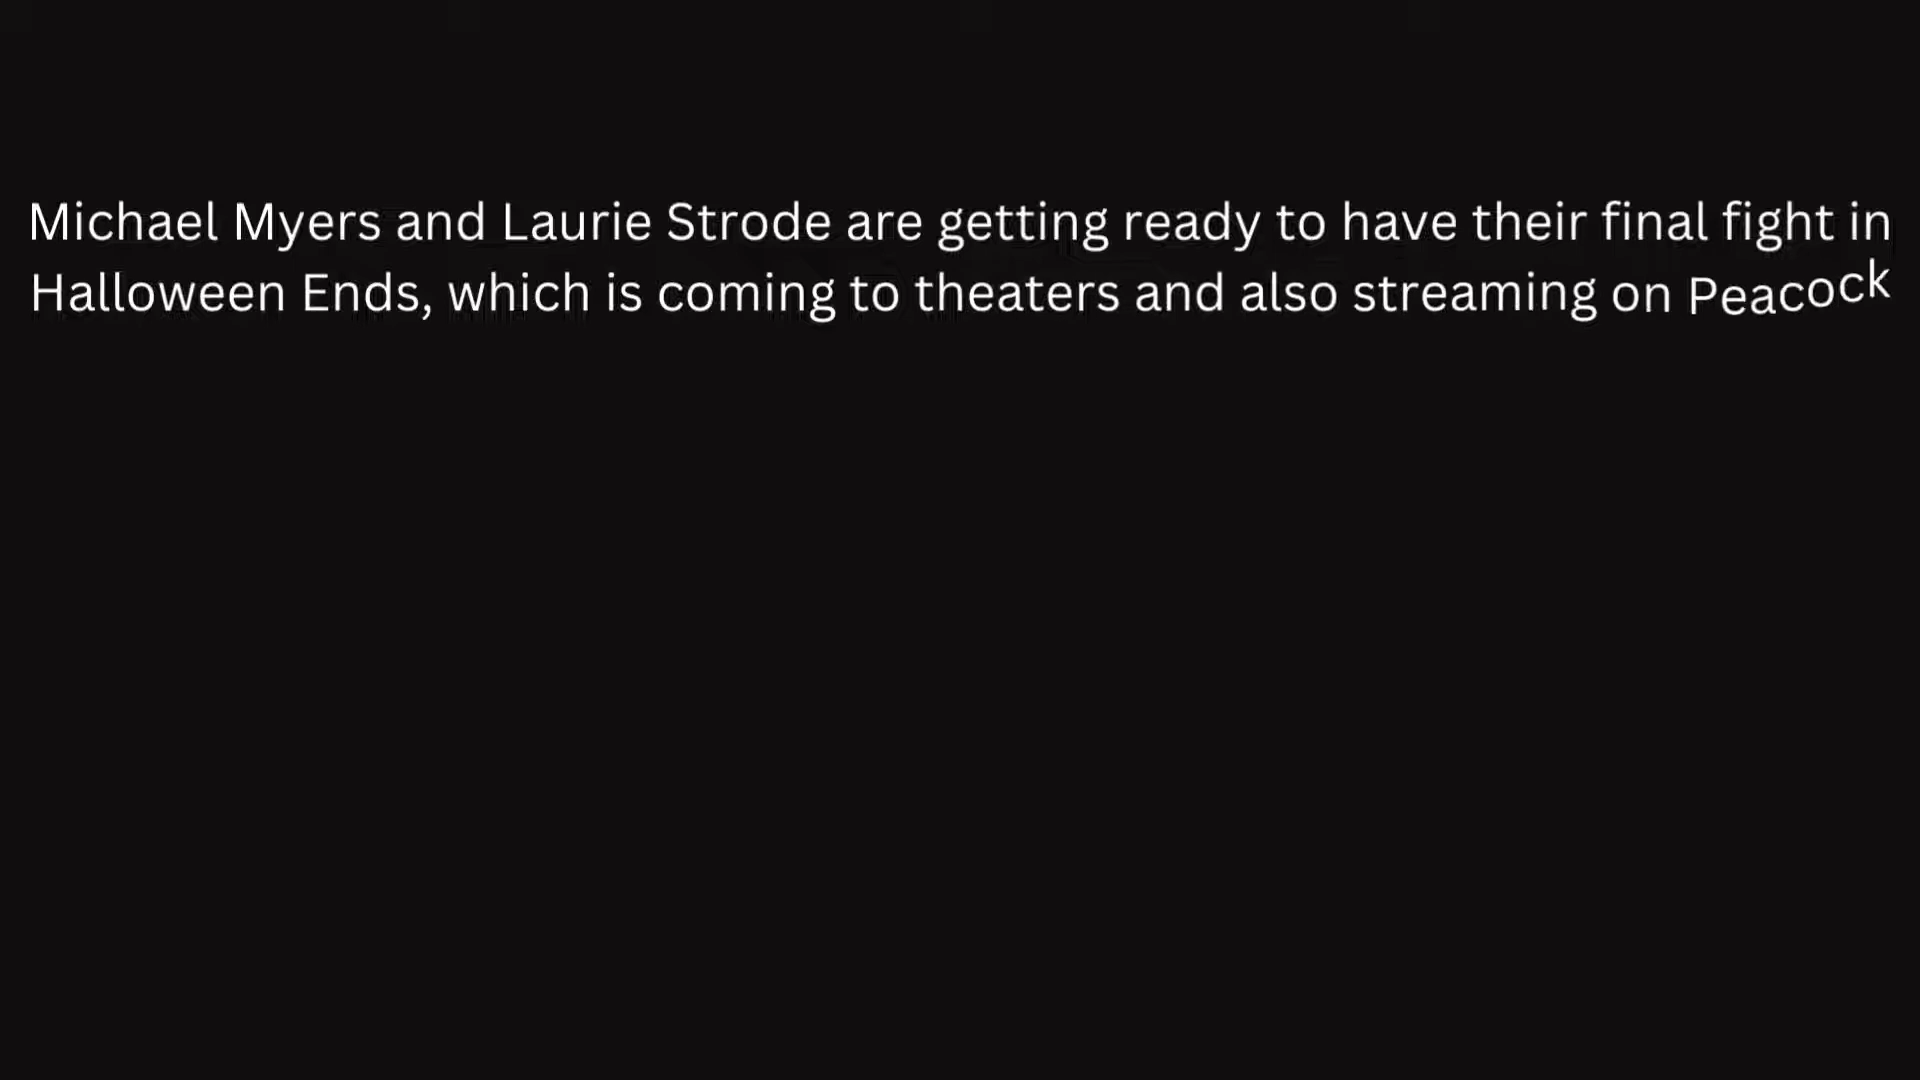 Michael Myers and Laurie Strode are getting ready to have their final fight in
Halloween Ends, which is coming to theaters and also streaming on Peacock